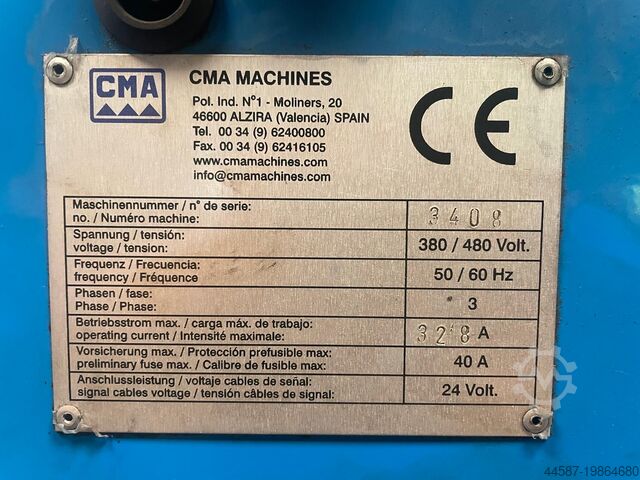 CMA
CMA MACHINES
Pol. Ind. Nº1 - Moliners, 20
46600 ALZIRA (Valencia) SPAIN
Tel. 00 34 (9) 62400800
Fax. 00 34 (9) 62416105
www.cmamachines.com
info@cmamachines.com
CE
Maschinennummer / nº de serie:
no. / Numéro machine: 3408
Spannung / tensión:
voltage / tension: 380 / 480 Volt.
Frequenz / Frecuencia:
frequency / Fréquence 50 / 60 Hz
Phasen / fase:
Phase / Phase: 3
Betriebsstrom max. / carga máx. de trabajo:
operating current / Intensité maximale: 32'8 A
Vorsicherung max. / Protección prefusible max:
preliminary fuse max. / Calibre de fusible max: 40 A
Anschlussleistung / voltaje cables de señal:
signal cables voltage / tensión câbles de signal: 24 Volt.
44587-19864680